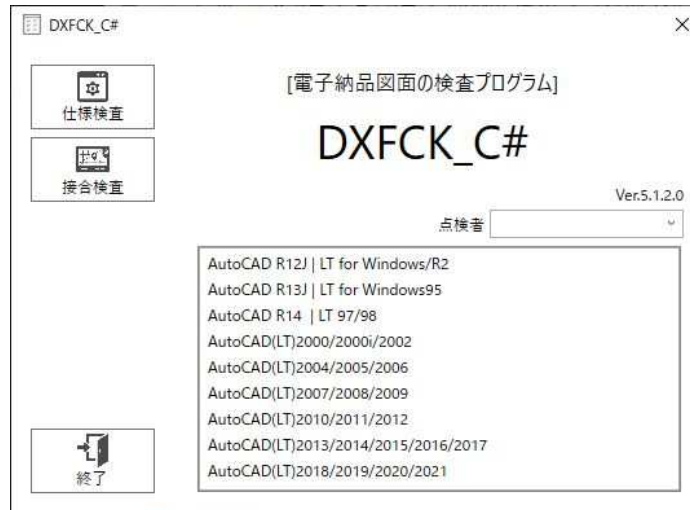 DXFCK_C#
仕様検査
接合検査
終了
[電子納品図面の検査プログラム]
DXFCK_C#
Ver.5.1.2.0
点検者
AutoCAD R12J | LT for Windows/R2
AutoCAD R13J | LT for Windows95
AutoCAD R14 | LT 97/98
AutoCAD(LT)2000/2000i/2002
AutoCAD(LT)2004/2005/2006
AutoCAD(LT)2007/2008/2009
AutoCAD(LT)2010/2011/2012
AutoCAD(LT)2013/2014/2015/2016/2017
AutoCAD(LT)2018/2019/2020/2021